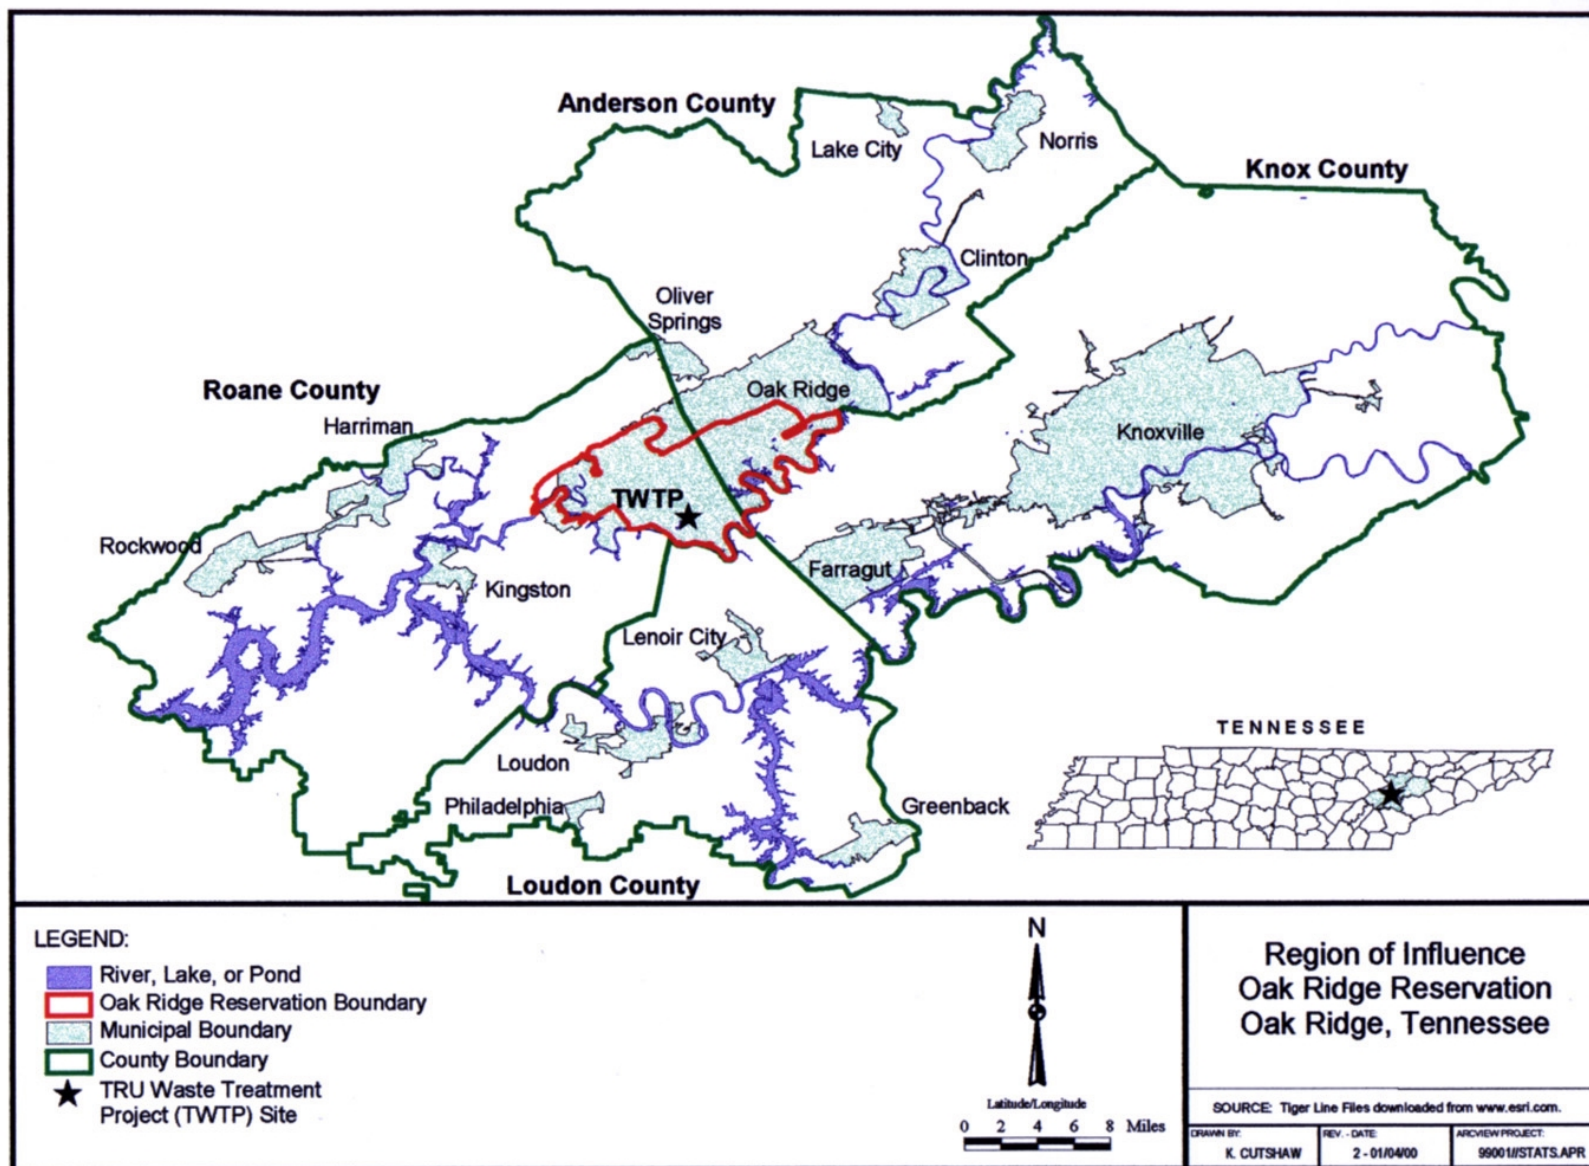 Anderson County
Lake City
Norris
Knox County
Clinton
Oliver
Springs
Roane County
Oak Ridge
Harriman
Knoxville
TWTP
Rockwood
Farragut
Kingston
Lenoir City
TENNESSEE
Loudon
Philadelphia
Greenback
Loudon County
LEGEND:
River, Lake, or Pond
Oak Ridge Reservation Boundary
Municipal Boundary
County Boundary
TRU Waste Treatment
Project (TWTP) Site
N
Latitude/Longitude
0 2 4 6 8 Miles
Region of Influence
Oak Ridge Reservation
Oak Ridge, Tennessee
SOURCE: Tiger Line Files downloaded from www.esri.com.
DRAWN BY:
K. CUTSHAW
REV. - DATE:
2 - 01/04/00
ARCVIEW PROJECT:
99001//STATS.APR